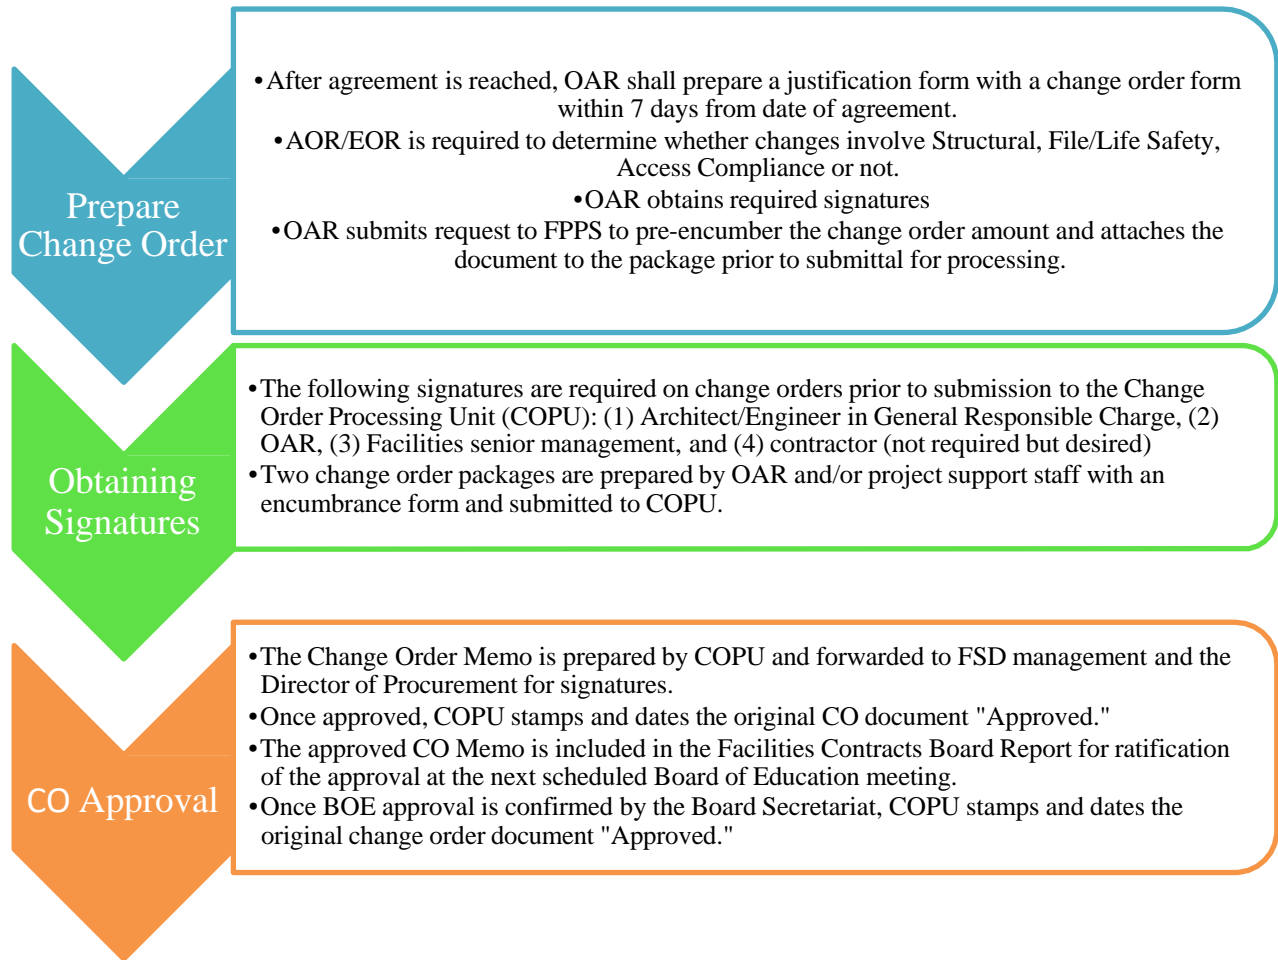 Prepare
Change Order
•After agreement is reached, OAR shall prepare a justification form with a change order form
within 7 days from date of agreement.
•AOR/EOR is required to determine whether changes involve Structural, File/Life Safety,
Access Compliance or not.
•OAR obtains required signatures
•OAR submits request to FPPS to pre-encumber the change order amount and attaches the
document to the package prior to submittal for processing.
Obtaining
Signatures
•The following signatures are required on change orders prior to submission to the Change
Order Processing Unit (COPU): (1) Architect/Engineer in General Responsible Charge, (2)
OAR, (3) Facilities senior management, and (4) contractor (not required but desired)
•Two change order packages are prepared by OAR and/or project support staff with an
encumbrance form and submitted to COPU.
CO Approval
•The Change Order Memo is prepared by COPU and forwarded to FSD management and the
Director of Procurement for signatures.
•Once approved, COPU stamps and dates the original CO document "Approved."
•The approved CO Memo is included in the Facilities Contracts Board Report for ratification
of the approval at the next scheduled Board of Education meeting.
•Once BOE approval is confirmed by the Board Secretariat, COPU stamps and dates the
original change order document "Approved."